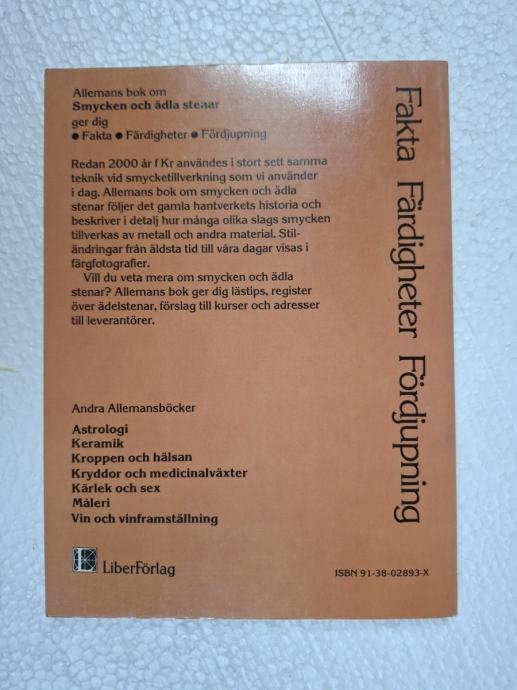 Allemans bok om
Smycken och ädla stenar
ger dig
● Fakta ● Färdigheter ● Fördjupning
Redan 2000 år f Kr användes i stort sett samma
teknik vid smycketillverkning som vi använder
i dag. Allemans bok om smycken och ädla
stenar följer det gamla hantverkets historia och
beskriver i detalj hur många olika slags smycken
tillverkas av metall och andra material. Stil-
ändringar från äldsta tid till våra dagar visas i
färgfotografier.
Vill du veta mera om smycken och ädla
stenar? Allemans bok ger dig lästips, register
över ädelstenar, förslag till kurser och adresser
till leverantörer.
Andra Allemansböcker
Astrologi
Keramik
Kroppen och hälsan
Kryddor och medicinalväxter
Kärlek och sex
Måleri
Vin och vinframställning
LiberFörlag
ISBN 91-38-02893-X
Fakta Färdigheter Fördjupning